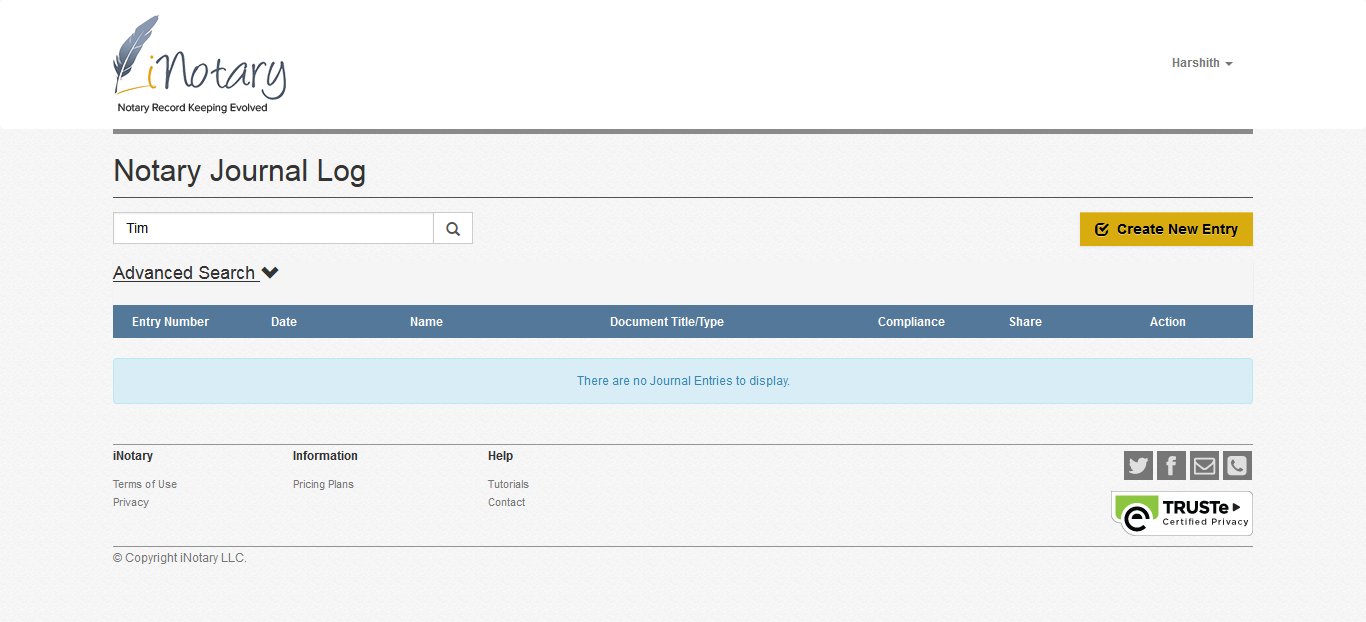 iNotary
Notary Record Keeping Evolved
Harshith
Notary Journal Log
Tim
Create New Entry
Advanced Search
Entry Number Date Name Document Title/Type Compliance Share Action
There are no Journal Entries to display.
iNotary Information Help
Terms of Use Pricing Plans Tutorials
Privacy Contact
TRUSTe
Certified Privacy
© Copyright iNotary LLC.